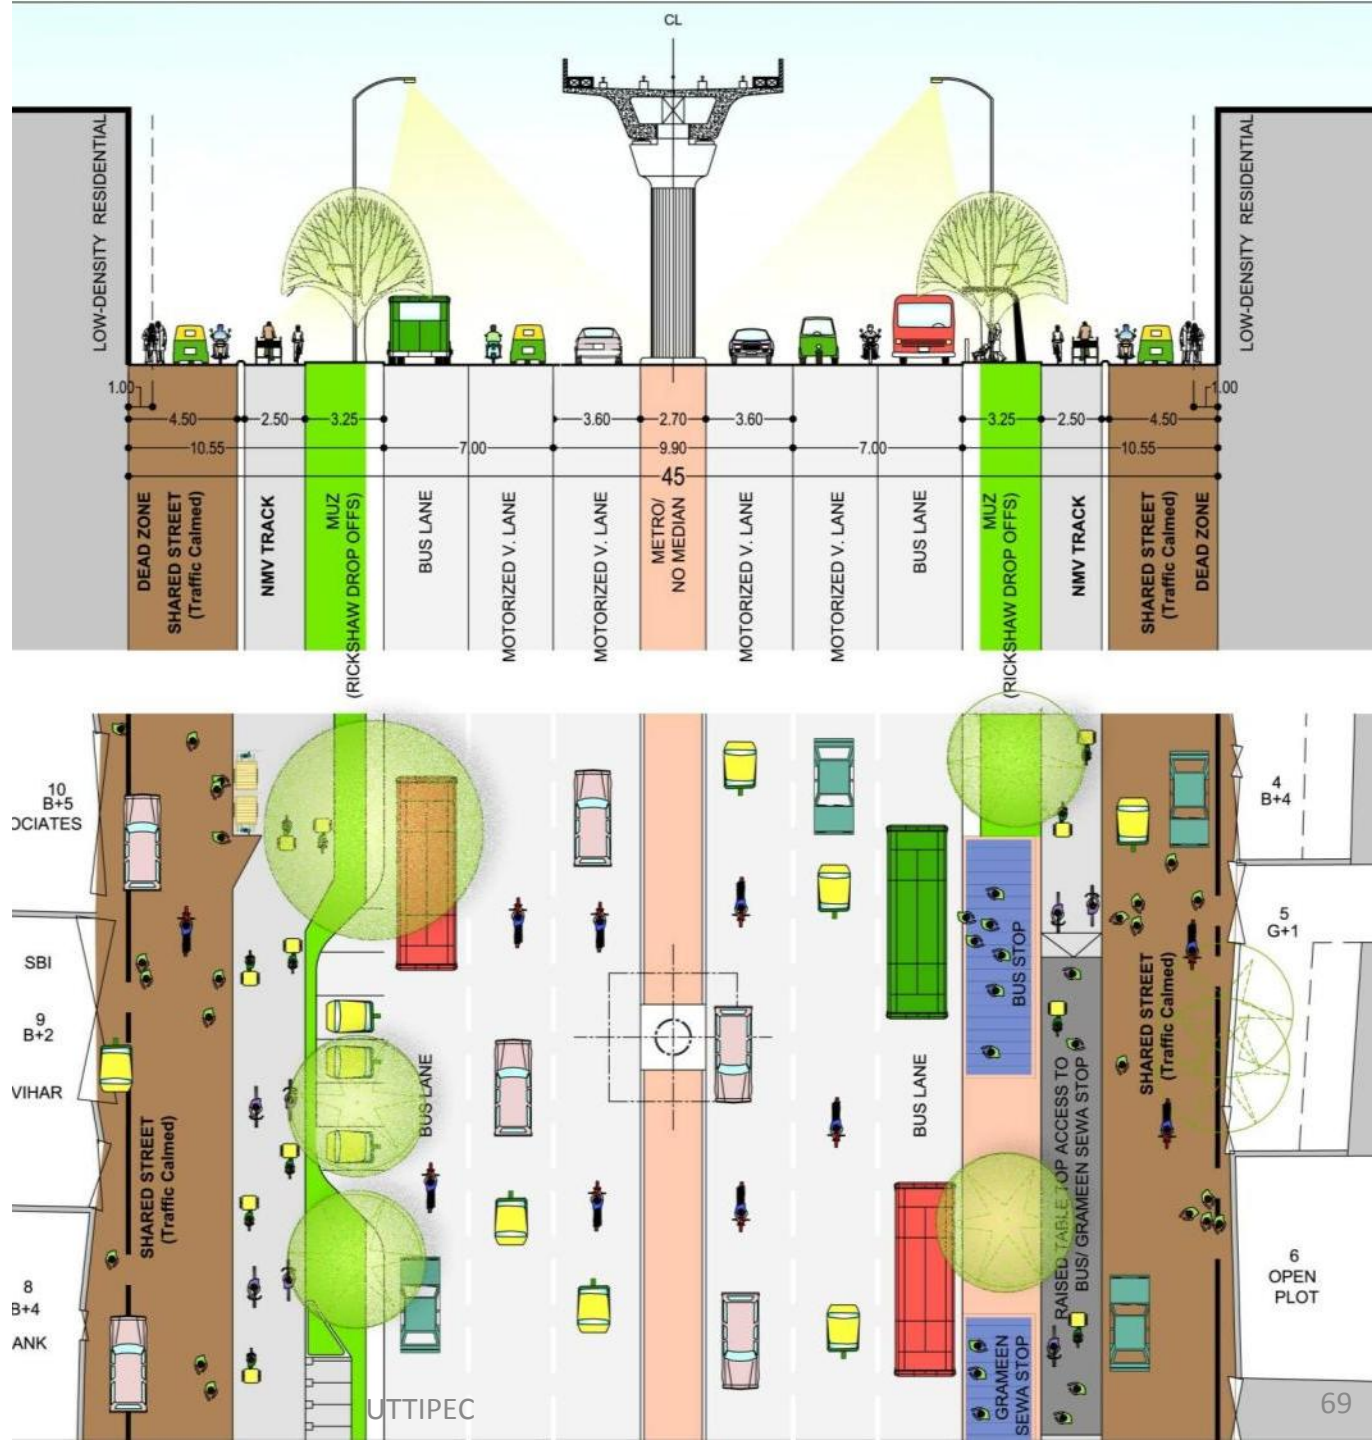 CL
LOW-DENSITY RESIDENTIAL
LOW-DENSITY RESIDENTIAL
1.00
1.00
4.50
2.50
3.25
3.60
2.70
3.60
3.25
2.50
4.50
10.55
7.00
9.90
7.00
10.55
45
DEAD ZONE
SHARED STREET
(Traffic Calmed)
NMV TRACK
MUZ
(RICKSHAW DROP OFFS)
BUS LANE
MOTORIZED V. LANE
MOTORIZED V. LANE
METRO/
NO MEDIAN
MOTORIZED V. LANE
MOTORIZED V. LANE
BUS LANE
MUZ
(RICKSHAW DROP OFFS)
NMV TRACK
SHARED STREET
(Traffic Calmed)
DEAD ZONE
10
B+5
OCIATES
SBI
9
B+2
VIHAR
8
B+4
ANK
SHARED STREET
(Traffic Calmed)
BUS LANE
BUS LANE
BUS STOP
GRAMEEN
SEWA STOP
RAISED TABLE TOP ACCESS TO
BUS/ GRAMEEN SEWA STOP
SHARED STREET
(Traffic Calmed)
4
B+4
5
G+1
6
OPEN
PLOT
UTTIPEC
69